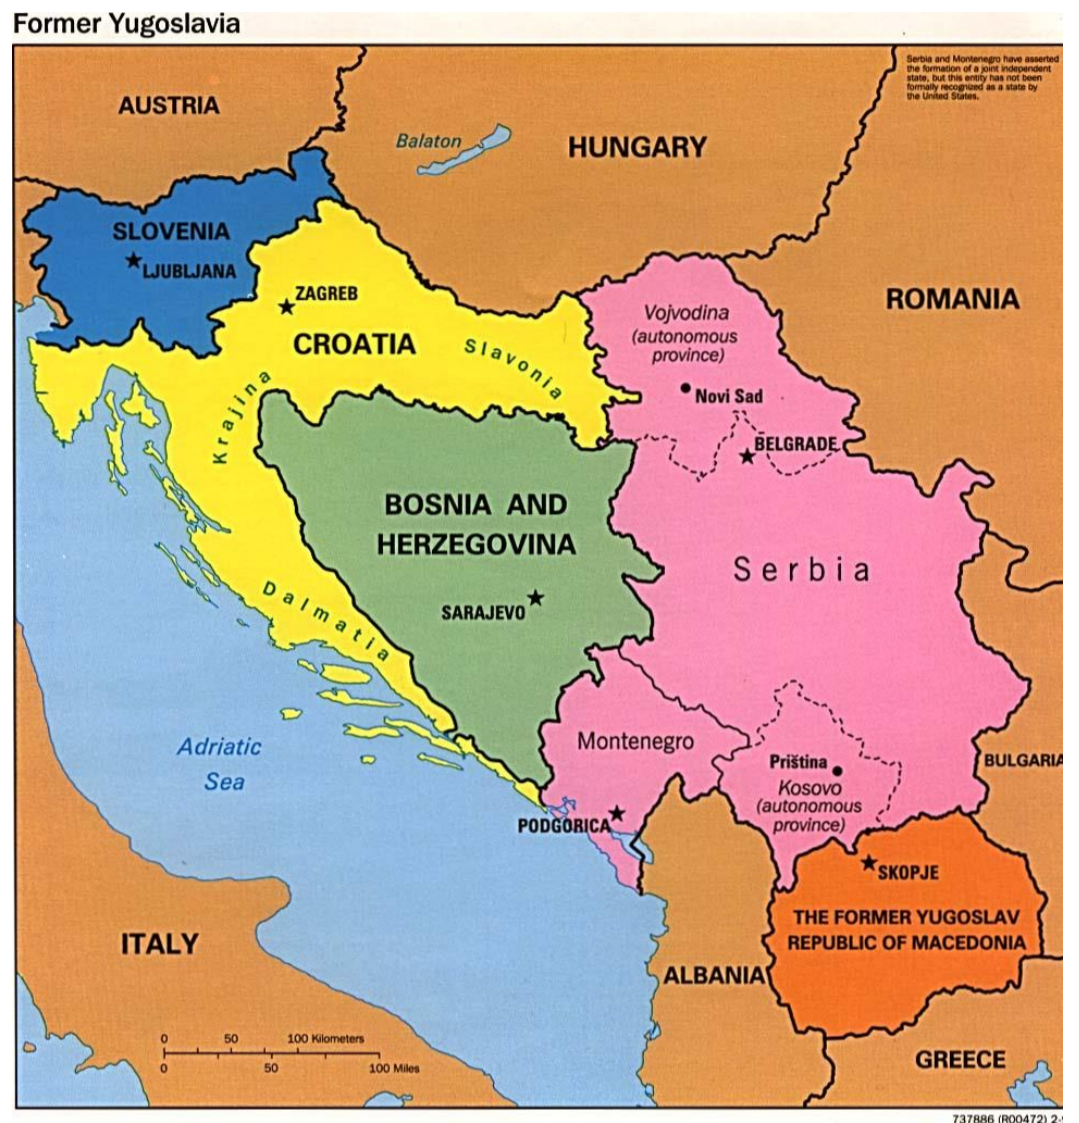 Former Yugoslavia
Serbia and Montenegro have asserted
the formation of a joint independent
state, but this entity has not been
formally recognized as a state by
the United States.
AUSTRIA
Balaton
HUNGARY
SLOVENIA
LJUBLJANA
ZAGREB
CROATIA
Slavonia
Krajina
Vojvodina
(autonomous
province)
Novi Sad
ROMANIA
BELGRADE
BOSNIA AND
HERZEGOVINA
Serbia
SARAJEVO
Dalmatia
Adriatic
Sea
Montenegro
Priština
Kosovo
(autonomous
province)
BULGARIA
PODGORICA
SKOPJE
THE FORMER YUGOSLAV
REPUBLIC OF MACEDONIA
ITALY
ALBANIA
GREECE
0 50 100 Kilometers
0 50 100 Miles
737886 (R00472) 2-